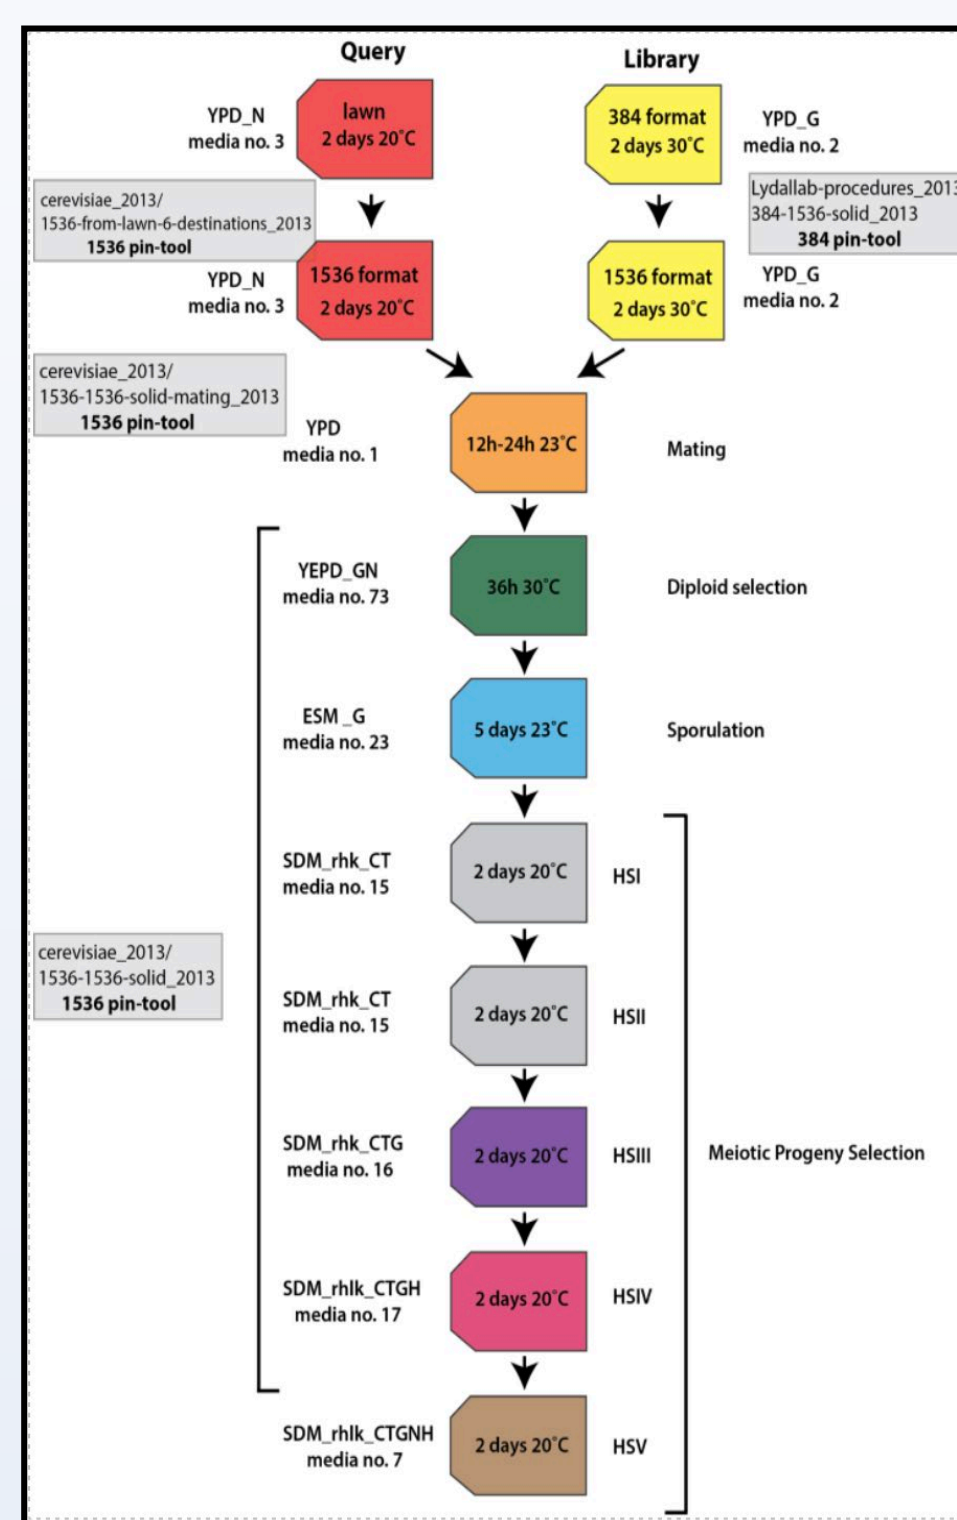 Query
Library
YPD_N
media no. 3
lawn
2 days 20˚C
384 format
2 days 30˚C
YPD_G
media no. 2
cerevisiae_2013/
1536-from-lawn-6-destinations_2013
1536 pin-tool
Lydallab-procedures_2013
384-1536-solid_2013
384 pin-tool
YPD_N
media no. 3
1536 format
2 days 20˚C
1536 format
2 days 30˚C
YPD_G
media no. 2
cerevisiae_2013/
1536-1536-solid-mating_2013
1536 pin-tool
YPD
media no. 1
12h-24h 23˚C
Mating
YEPD_GN
media no. 73
36h 30˚C
Diploid selection
ESM _G
media no. 23
5 days 23˚C
Sporulation
SDM_rhk_CT
media no. 15
2 days 20˚C
HSI
cerevisiae_2013/
1536-1536-solid_2013
1536 pin-tool
SDM_rhk_CT
media no. 15
2 days 20˚C
HSII
SDM_rhk_CTG
media no. 16
2 days 20˚C
HSIII
Meiotic Progeny Selection
SDM_rhlk_CTGH
media no. 17
2 days 20˚C
HSIV
SDM_rhlk_CTGNH
media no. 7
2 days 20˚C
HSV